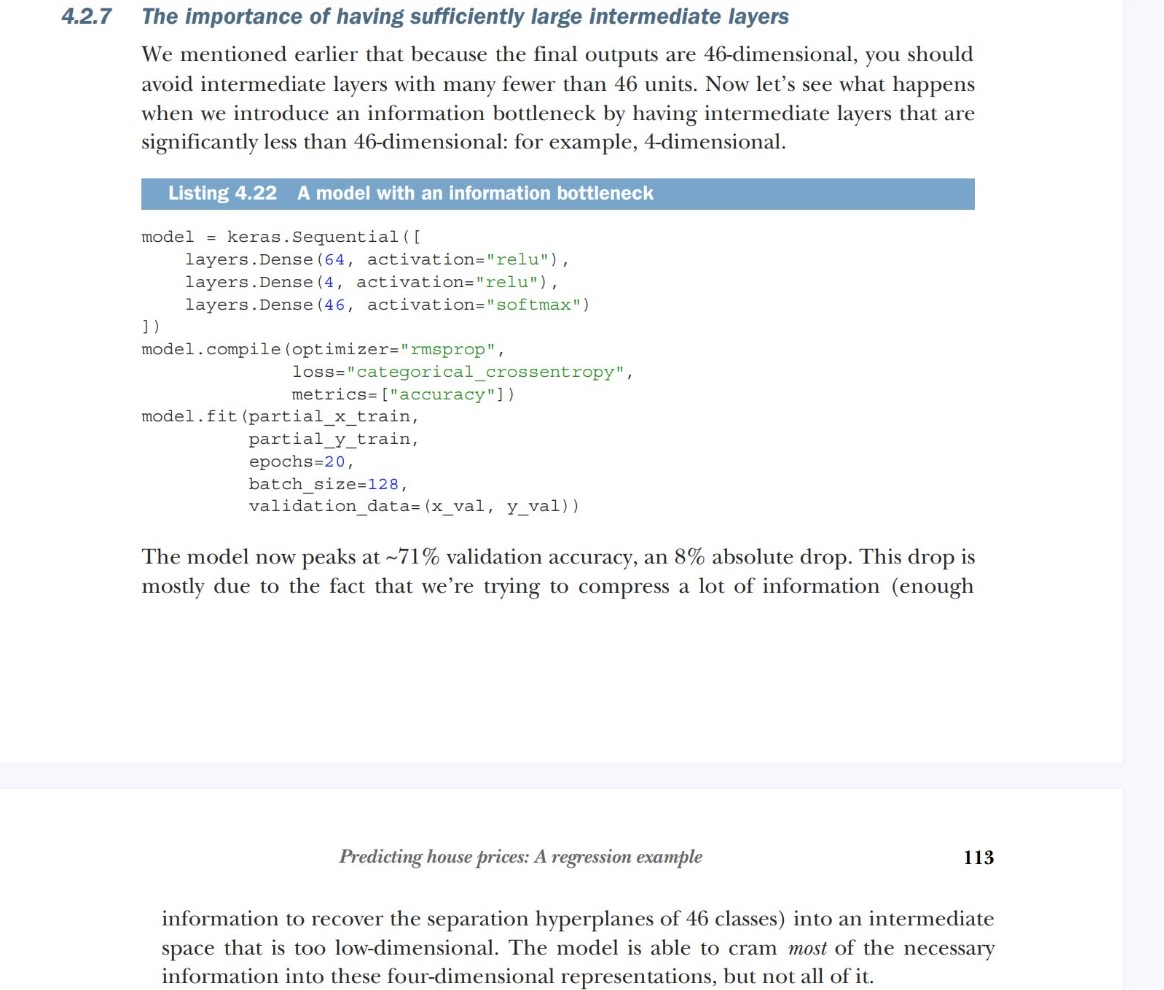 4.2.7 The importance of having sufficiently large intermediate layers
We mentioned earlier that because the final outputs are 46-dimensional, you should
avoid intermediate layers with many fewer than 46 units. Now let's see what happens
when we introduce an information bottleneck by having intermediate layers that are
significantly less than 46-dimensional: for example, 4-dimensional.
Listing 4.22 A model with an information bottleneck
model = keras.Sequential([
    layers.Dense(64, activation="relu"),
    layers.Dense(4, activation="relu"),
    layers.Dense(46, activation="softmax")
])
model.compile(optimizer="rmsprop",
              loss="categorical_crossentropy",
              metrics=["accuracy"])
model.fit(partial_x_train,
          partial_y_train,
          epochs=20,
          batch_size=128,
          validation_data=(x_val, y_val))
The model now peaks at ~71% validation accuracy, an 8% absolute drop. This drop is
mostly due to the fact that we're trying to compress a lot of information (enough
Predicting house prices: A regression example 113
information to recover the separation hyperplanes of 46 classes) into an intermediate
space that is too low-dimensional. The model is able to cram most of the necessary
information into these four-dimensional representations, but not all of it.